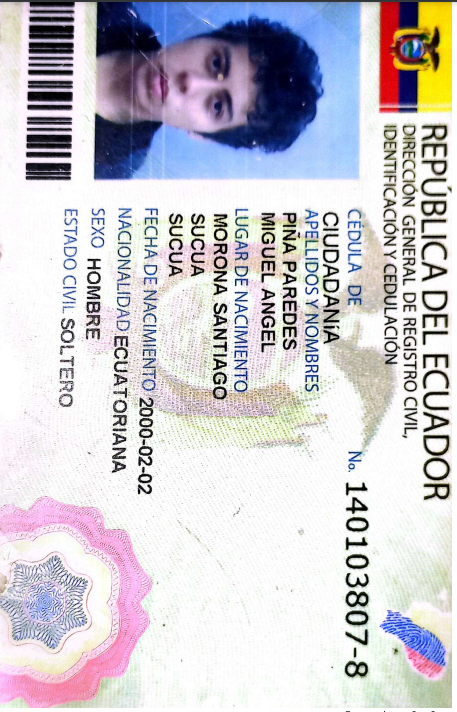 REPÚBLICA DEL ECUADOR
DIRECCIÓN GENERAL DE REGISTRO CIVIL,
IDENTIFICACIÓN Y CEDULACIÓN
CÉDULA DE No. 140103807-8
CIUDADANÍA
APELLIDOS Y NOMBRES
PIÑA PAREDES
MIGUEL ANGEL
LUGAR DE NACIMIENTO
MORONA SANTIAGO
SUCUA
SUCUA
FECHA DE NACIMIENTO 2000-02-02
NACIONALIDAD ECUATORIANA
SEXO HOMBRE
ESTADO CIVIL SOLTERO